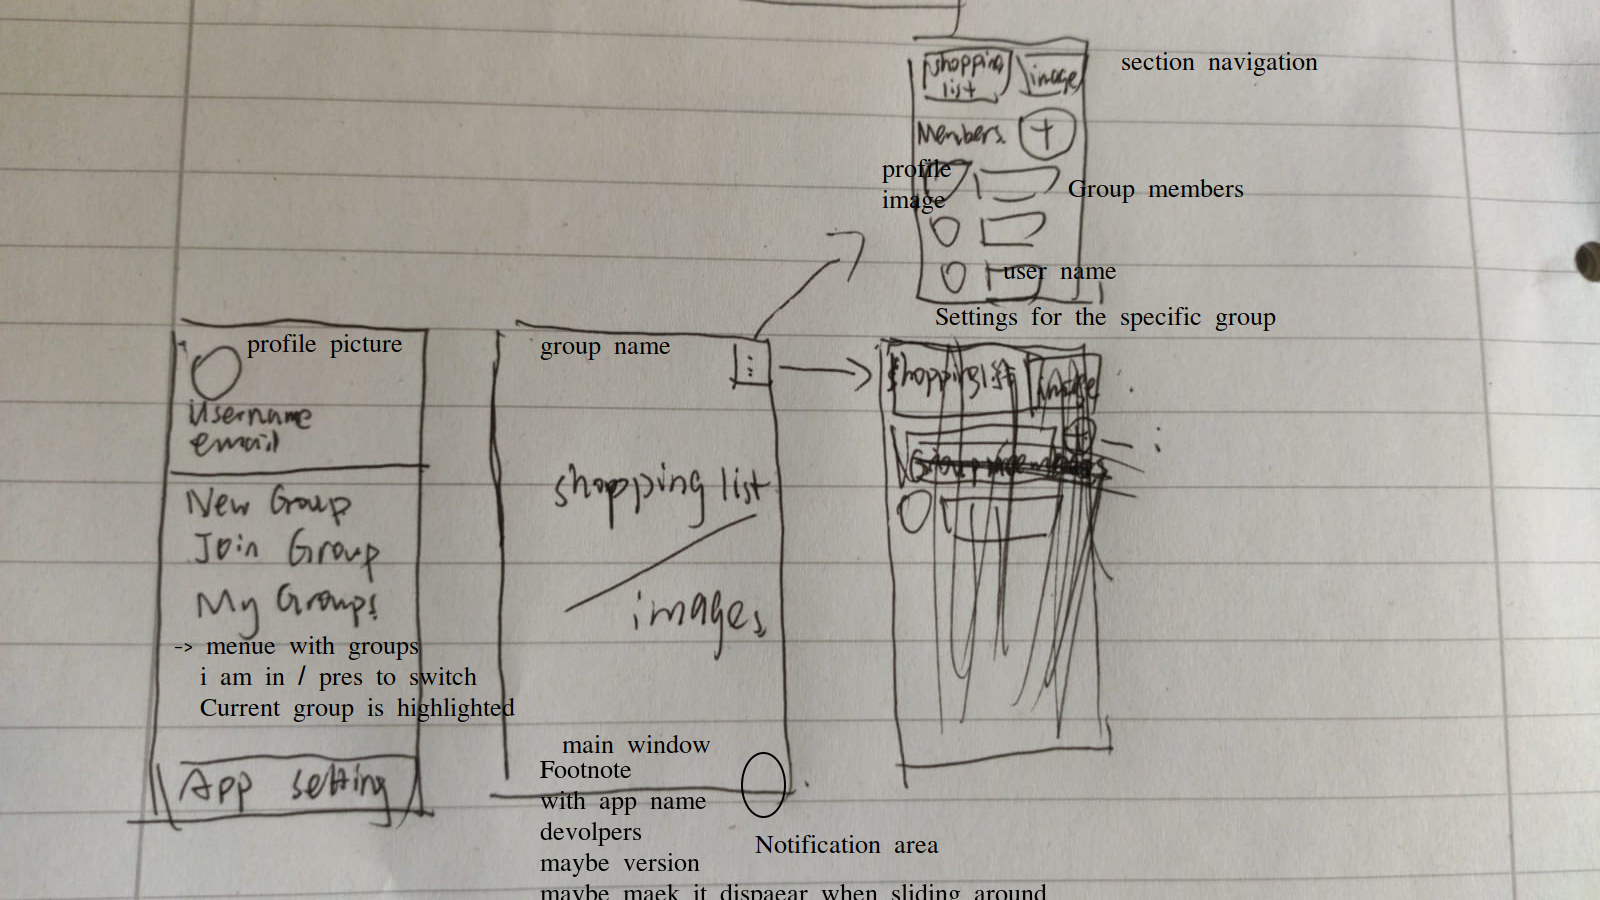 shopping
list
image
section navigation
Members +
profile
image
Group members
user name
Settings for the specific group
profile picture
Username
email
New Group
Join Group
My Groups
-> menue with groups
i am in / pres to switch
Current group is highlighted
App setting
group name
:
shopping list
/
images
main window
Footnote
with app name
devolpers
maybe version
maybe maek it dispaear when sliding around
Notification area
shoppinglist
image
+